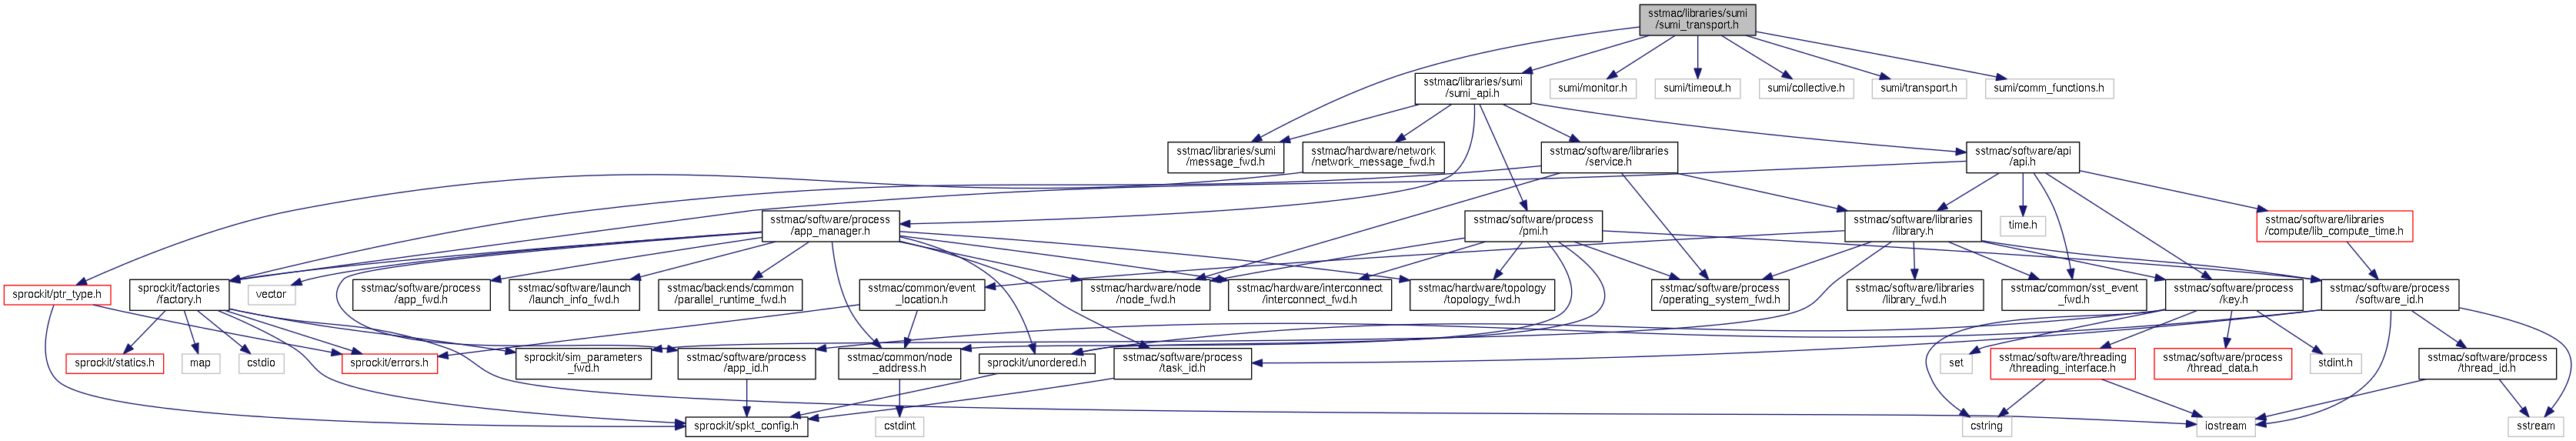 sstmac/libraries/sumi
/sumi_transport.h
sstmac/libraries/sumi
/sumi_api.h
sumi/monitor.h
sumi/timeout.h
sumi/collective.h
sumi/transport.h
sumi/comm_functions.h
sstmac/libraries/sumi
/message_fwd.h
sstmac/hardware/network
/network_message_fwd.h
sstmac/software/libraries
/service.h
sstmac/software/api
/api.h
sstmac/software/process
/app_manager.h
sstmac/software/process
/pmi.h
sstmac/software/libraries
/library.h
time.h
sstmac/software/libraries
/compute/lib_compute_time.h
sprockit/ptr_type.h
sprockit/factories
/factory.h
vector
sstmac/software/process
/app_fwd.h
sstmac/software/launch
/launch_info_fwd.h
sstmac/backends/common
/parallel_runtime_fwd.h
sstmac/common/event
_location.h
sstmac/hardware/node
/node_fwd.h
sstmac/hardware/interconnect
/interconnect_fwd.h
sstmac/hardware/topology
/topology_fwd.h
sstmac/software/process
/operating_system_fwd.h
sstmac/software/libraries
/library_fwd.h
sstmac/common/sst_event
_fwd.h
sstmac/software/process
/key.h
sstmac/software/process
/software_id.h
sprockit/statics.h
map
cstdio
sprockit/errors.h
sprockit/sim_parameters
_fwd.h
sstmac/software/process
/app_id.h
sstmac/common/node
_address.h
sprockit/unordered.h
sstmac/software/process
/task_id.h
set
sstmac/software/threading
/threading_interface.h
sstmac/software/process
/thread_data.h
stdint.h
sstmac/software/process
/thread_id.h
sprockit/spkt_config.h
cstdint
cstring
iostream
sstream